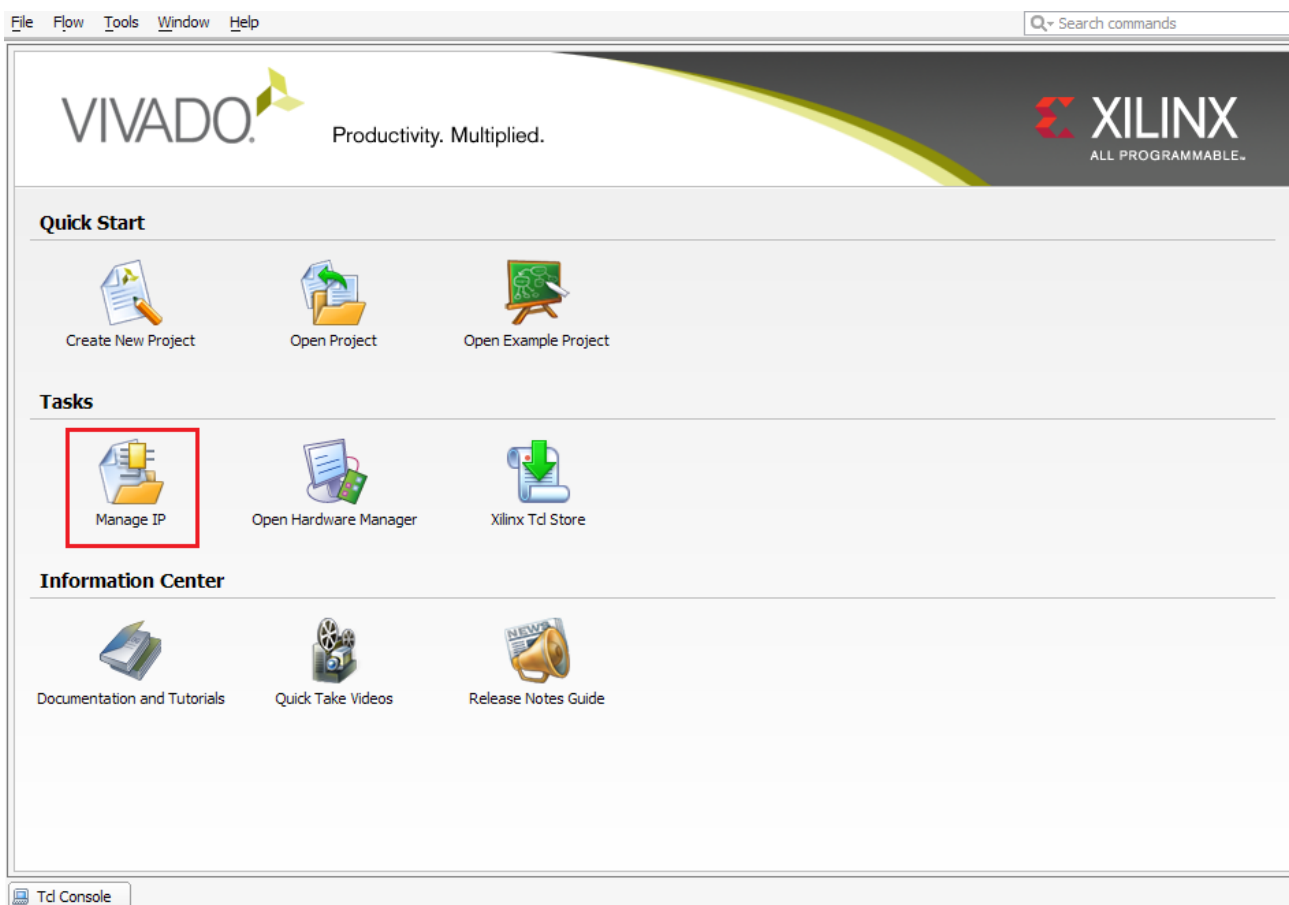 File Flow Tools Window Help
Search commands
VIVADO.
Productivity. Multiplied.
XILINX
ALL PROGRAMMABLE™
Quick Start
Create New Project Open Project Open Example Project
Tasks
Manage IP Open Hardware Manager Xilinx Tcl Store
Information Center
NEWS
Documentation and Tutorials Quick Take Videos Release Notes Guide
Tcl Console